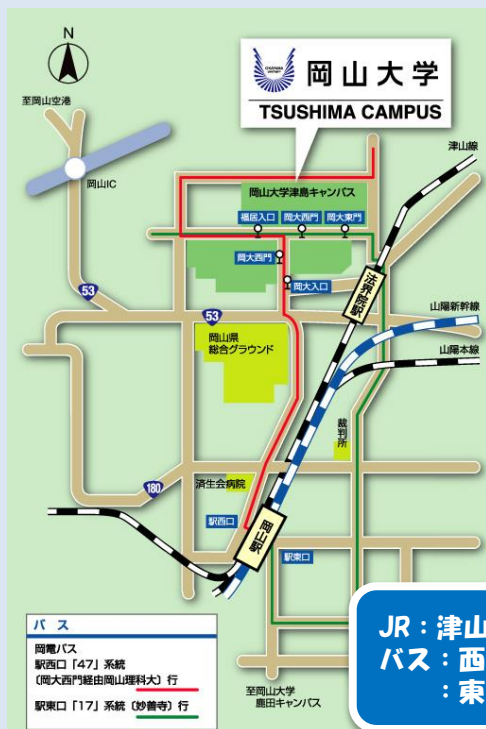 N
至岡山空港
岡山大学
TSUSHIMA CAMPUS
津山線
岡山IC
岡山大学津島キャンパス
福居入口
岡大西門
岡大東門
岡大西門
岡大入口
法界院駅
53
53
山陽新幹線
岡山県
総合グラウンド
山陽本線
裁判所
180
済生会病院
駅西口
岡山駅
駅東口
バス
岡電バス
駅西口「47」系統
〔岡大西門経由岡山理科大〕行
駅東口「17」系統〔妙善寺〕行
至岡山大学
鹿田キャンパス
JR:津山
バス:西
:東